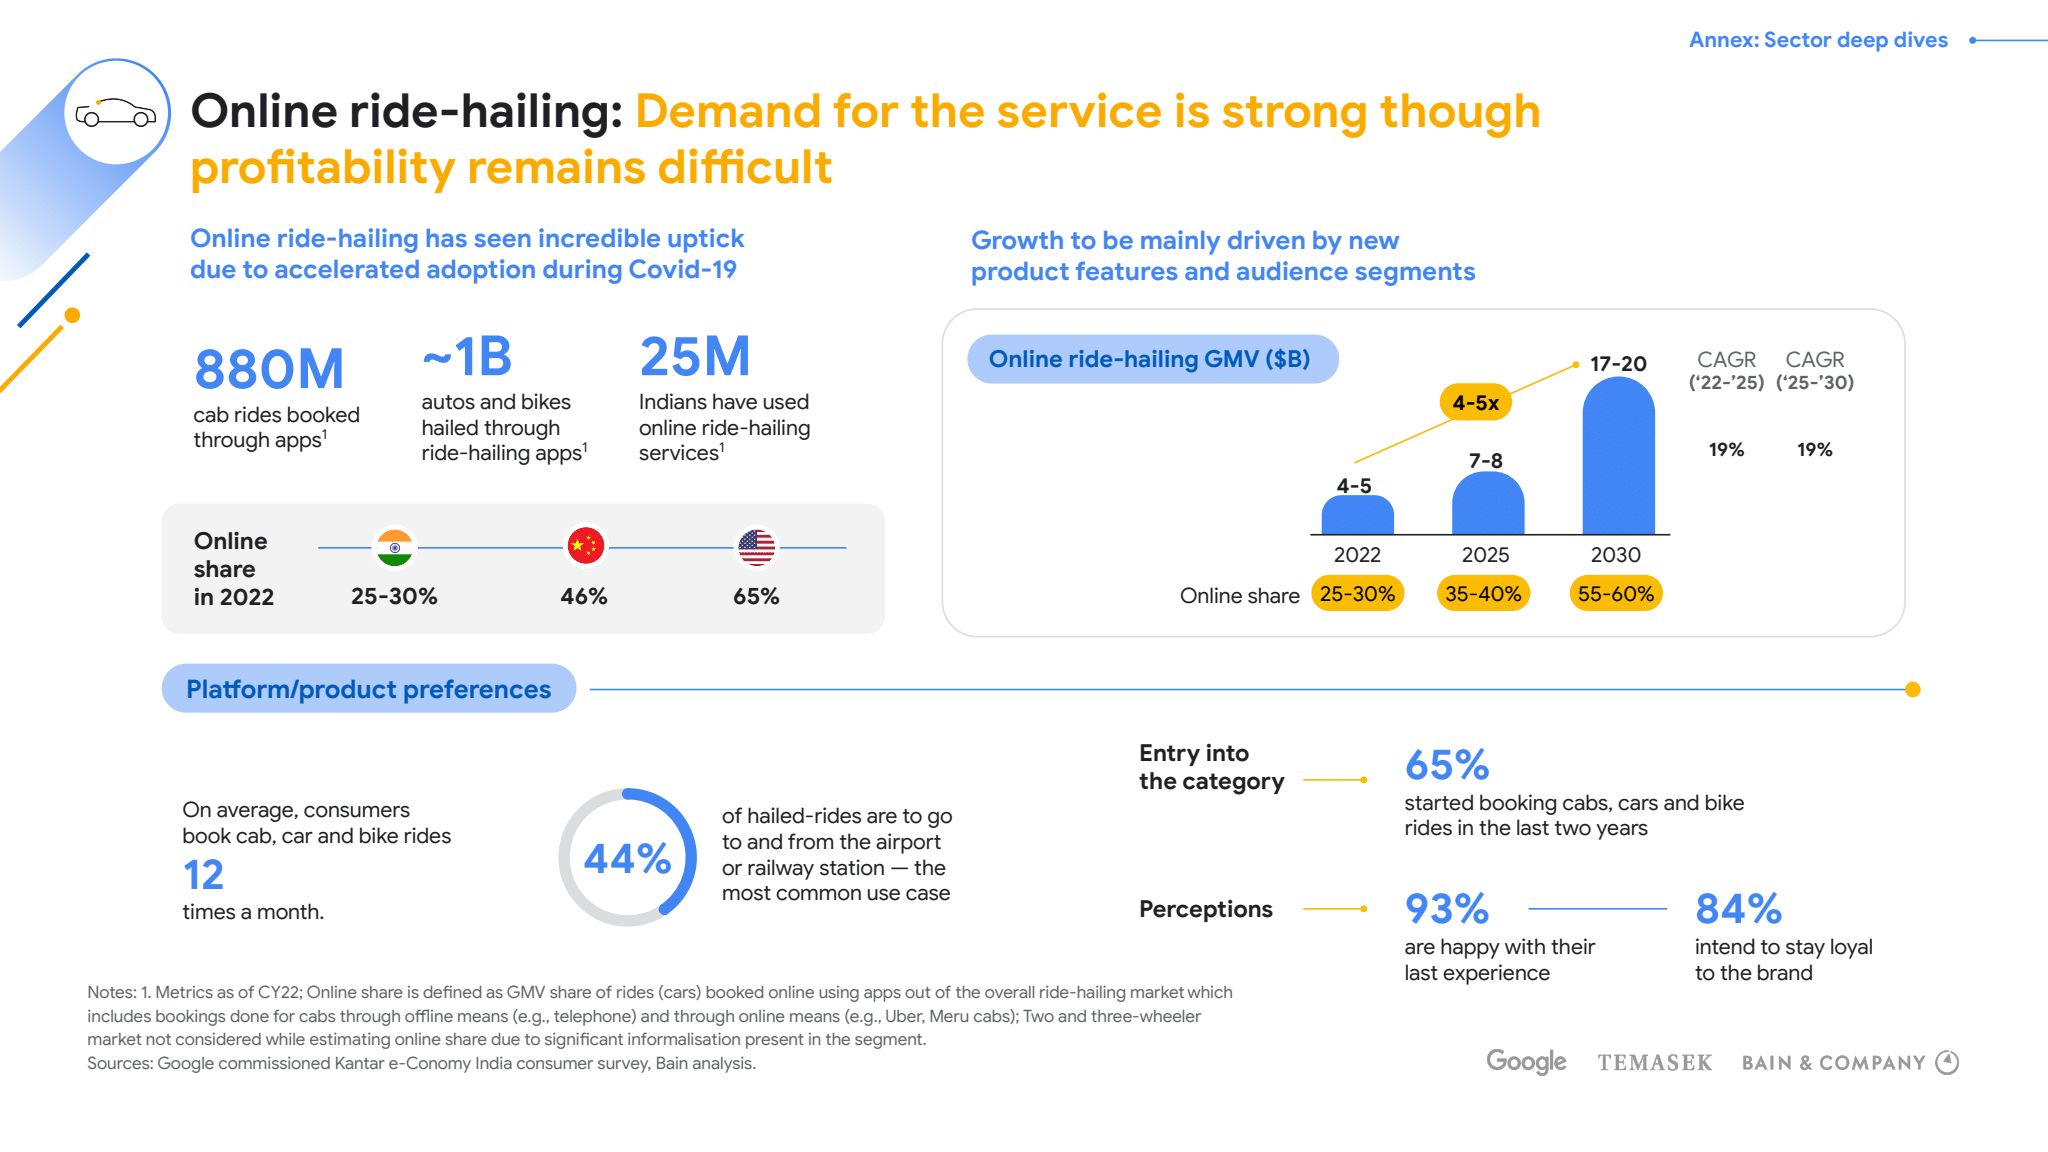 Annex: Sector deep dives
Online ride-hailing: Demand for the service is strong though
profitability remains difficult
Online ride-hailing has seen incredible uptick
due to accelerated adoption during Covid-19
880M
cab rides booked
through apps¹
~1B
autos and bikes
hailed through
ride-hailing apps¹
25M
Indians have used
online ride-hailing
services¹
Online
share
in 2022
25-30%
46%
65%
Growth to be mainly driven by new
product features and audience segments
Online ride-hailing GMV ($B)
4-5x
4-5
7-8
17-20
2022
2025
2030
Online share
25-30%
35-40%
55-60%
CAGR
(‘22-’25)
19%
CAGR
(‘25-’30)
19%
Platform/product preferences
On average, consumers
book cab, car and bike rides
12
times a month.
44%
of hailed-rides are to go
to and from the airport
or railway station — the
most common use case
Entry into
the category
65%
started booking cabs, cars and bike
rides in the last two years
Perceptions
93%
are happy with their
last experience
84%
intend to stay loyal
to the brand
Notes: 1. Metrics as of CY22; Online share is defined as GMV share of rides (cars) booked online using apps out of the overall ride-hailing market which
includes bookings done for cabs through offline means (e.g., telephone) and through online means (e.g., Uber, Meru cabs); Two and three-wheeler
market not considered while estimating online share due to significant informalisation present in the segment.
Sources: Google commissioned Kantar e-Conomy India consumer survey, Bain analysis.
Google
TEMASEK
BAIN & COMPANY